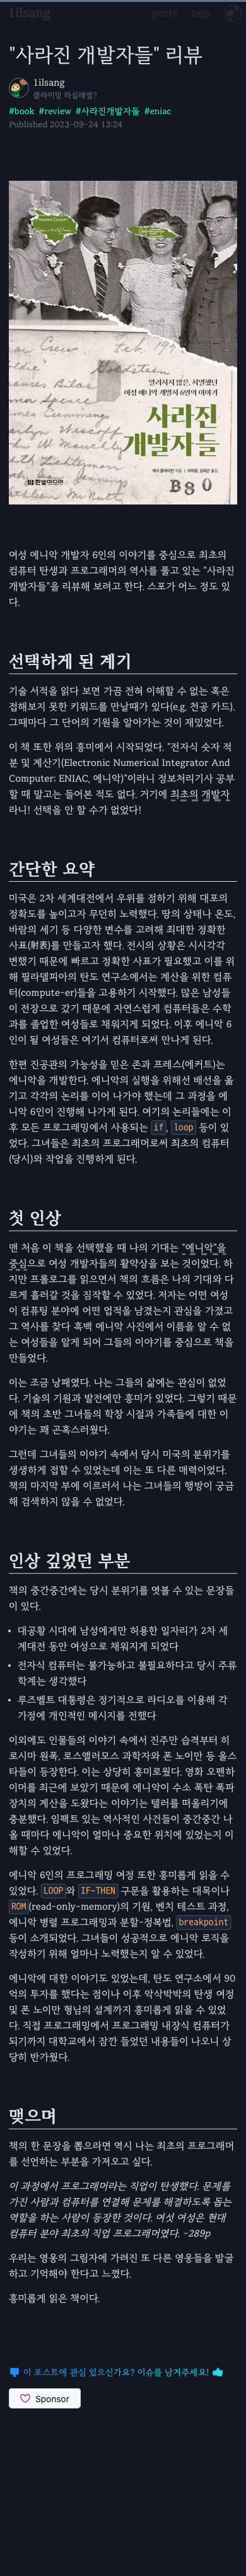 1ilsang
posts tags
"사라진 개발자들" 리뷰
1ilsang
클라이밍 하실래염?
#book #review #사라진개발자들 #eniac
Published 2023-09-24 13:24
알려지지 않은, 치열했던
여성 에니악 개발자 6인의 이야기
사라진
개발자들
한빛미디어
B80
여성 에니악 개발자 6인의 이야기를 중심으로 최초의
컴퓨터 탄생과 프로그래머의 역사를 풀고 있는 "사라진
개발자들"을 리뷰해 보려고 한다. 스포가 어느 정도 있
다.
선택하게 된 계기
기술 서적을 읽다 보면 가끔 전혀 이해할 수 없는 혹은
접해보지 못한 키워드를 만날때가 있다(e.g. 천공 카드).
그때마다 그 단어의 기원을 알아가는 것이 재밌었다.
이 책 또한 위의 흥미에서 시작되었다. "전자식 숫자 적
분 및 계산기(Electronic Numerical Integrator And
Computer: ENIAC, 에니악)"이라니 정보처리기사 공부
할 때 말고는 들어본 적도 없다. 거기에 최초의 개발자
라니! 선택을 안 할 수가 없었다!
간단한 요약
미국은 2차 세계대전에서 우위를 점하기 위해 대포의
정확도를 높이고자 무던히 노력했다. 땅의 상태나 온도,
바람의 세기 등 다양한 변수를 고려해 최대한 정확한
사표(射表)를 만들고자 했다. 전시의 상황은 시시각각
변했기 때문에 빠르고 정확한 사표가 필요했고 이를 위
해 필라델피아의 탄도 연구소에서는 계산을 위한 컴퓨
터(compute-er)들을 고용하기 시작했다. 많은 남성들
이 전장으로 갔기 때문에 자연스럽게 컴퓨터들은 수학
과를 졸업한 여성들로 채워지게 되었다. 이후 에니악 6
인이 될 여성들은 여기서 컴퓨터로써 만나게 된다.
한편 진공관의 가능성을 믿은 존과 프레스(에커트)는
에니악을 개발한다. 에니악의 실행을 위해선 배선을 옮
기고 각각의 논리를 이어 나가야 했는데 그 과정을 에
니악 6인이 진행해 나가게 된다. 여기의 논리들에는 이
후 모든 프로그래밍에서 사용되는 if, loop 등이 있
었다. 그녀들은 최초의 프로그래머로써 최초의 컴퓨터
(당시)와 작업을 진행하게 된다.
첫 인상
맨 처음 이 책을 선택했을 때 나의 기대는 "에니악"을
중심으로 여성 개발자들의 활약상을 보는 것이었다. 하
지만 프롤로그를 읽으면서 책의 흐름은 나의 기대와 다
르게 흘러갈 것을 짐작할 수 있었다. 저자는 어떤 여성
이 컴퓨팅 분야에 어떤 업적을 남겼는지 관심을 가졌고
그 역사를 찾다 흑백 에니악 사진에서 이름을 알 수 없
는 여성들을 알게 되어 그들의 이야기를 중심으로 책을
만들었다.
이는 조금 낭패였다. 나는 그들의 삶에는 관심이 없었
다. 기술의 기원과 발전에만 흥미가 있었다. 그렇기 때문
에 책의 초반 그녀들의 학창 시절과 가족들에 대한 이
야기는 꽤 곤혹스러웠다.
그런데 그녀들의 이야기 속에서 당시 미국의 분위기를
생생하게 접할 수 있었는데 이는 또 다른 매력이었다.
책의 마지막 부에 이르러서 나는 그녀들의 행방이 궁금
해 검색하지 않을 수 없었다.
인상 깊었던 부분
책의 중간중간에는 당시 분위기를 엿볼 수 있는 문장들
이 있다.
• 대공황 시대에 남성에게만 허용한 일자리가 2차 세
계대전 동안 여성으로 채워지게 되었다
• 전자식 컴퓨터는 불가능하고 불필요하다고 당시 주류
학계는 생각했다
• 루즈벨트 대통령은 정기적으로 라디오를 이용해 각
가정에 개인적인 메시지를 전했다
이외에도 인물들의 이야기 속에서 진주만 습격부터 히
로시마 원폭, 로스앨러모스 과학자와 폰 노이만 등 올스
타들이 등장한다. 이는 상당히 흥미로웠다. 영화 오펜하
이머를 최근에 보았기 때문에 에니악이 수소 폭탄 폭파
장치의 계산을 도왔다는 이야기는 텔러를 떠올리기에
충분했다. 임팩트 있는 역사적인 사건들이 중간중간 나
올 때마다 에니악이 얼마나 중요한 위치에 있었는지 이
해할 수 있었다.
에니악 6인의 프로그래밍 여정 또한 흥미롭게 읽을 수
있었다. LOOP와 IF-THEN 구문을 활용하는 대목이나
ROM(read-only-memory)의 기원, 벤치 테스트 과정,
에니악 병렬 프로그래밍과 분할-정복법, breakpoint
등이 소개되었다. 그녀들이 성공적으로 에니악 로직을
작성하기 위해 얼마나 노력했는지 알 수 있었다.
에니악에 대한 이야기도 있었는데, 탄도 연구소에서 90
억의 투자를 했다는 점이나 이후 악삭박박의 탄생 여정
및 폰 노이만 형님의 설계까지 흥미롭게 읽을 수 있었
다. 직접 프로그래밍에서 프로그래밍 내장식 컴퓨터가
되기까지 대학교에서 잠깐 들었던 내용들이 나오니 상
당히 반가웠다.
맺으며
책의 한 문장을 뽑으라면 역시 나는 최초의 프로그래머
를 선언하는 부분을 가져오고 싶다.
이 과정에서 프로그래머라는 직업이 탄생했다. 문제를
가진 사람과 컴퓨터를 연결해 문제를 해결하도록 돕는
역할을 하는 사람이 등장한 것이다. 여섯 여성은 현대
컴퓨터 분야 최초의 직업 프로그래머였다. -289p
우리는 영웅의 그림자에 가려진 또 다른 영웅들을 발굴
하고 기억해야 한다고 느꼈다.
흥미롭게 읽은 책이다.
이 포스트에 관심 있으신가요? 이슈를 남겨주세요!
Sponsor